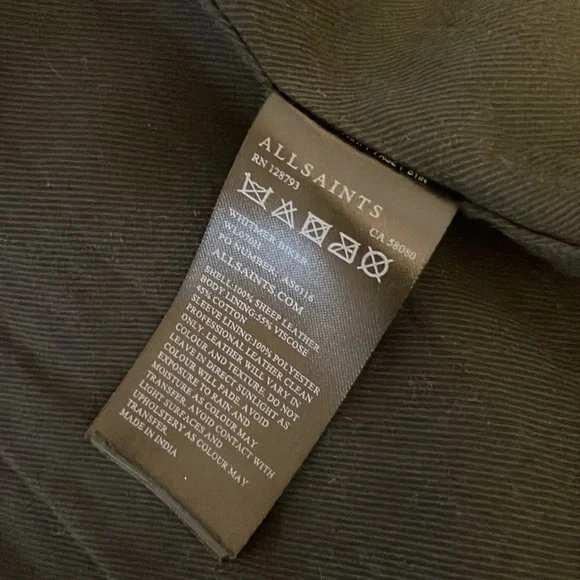 ALLSAINTS
RN 128793 CA 58080
WHITMER BIKER
PO NUMBER, AS6116
ALLSAINTS.COM
SHELL:100% SHEEP LEATHER
BODY LINING:55% VISCOSE
45% COTTON
SLEEVE LINING:100% POLYESTER
PROFESSIONAL LEATHER CLEAN
ONLY LEATHER WILL VARY IN
COLOUR AND TEXTURE. DO NOT
LEAVE IN DIRECT SUNLIGHT AS
COLOUR WILL FADE. AVOID
EXPOSURE TO RAIN AND
MOISTURE AS COLOUR MAY
TRANSFER. AVOID CONTACT WITH
LIGHT SURFACES AND
UPHOLSTERY AS COLOUR MAY
TRANSFER.
MADE IN INDIA